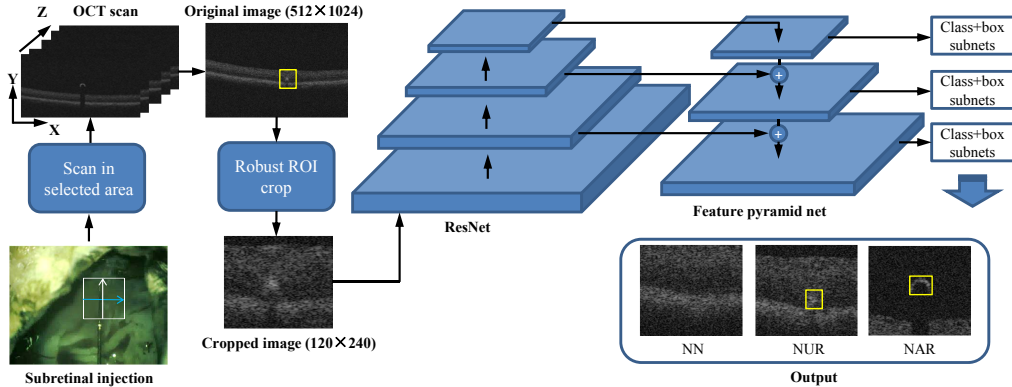 Z
OCT scan
Original image (512×1024)
Y
X
Scan in
selected area
Robust ROI
crop
Subretinal injection
Cropped image (120×240)
ResNet
Feature pyramid net
+
+
Class+box
subnets
Class+box
subnets
Class+box
subnets
NN
NUR
NAR
Output